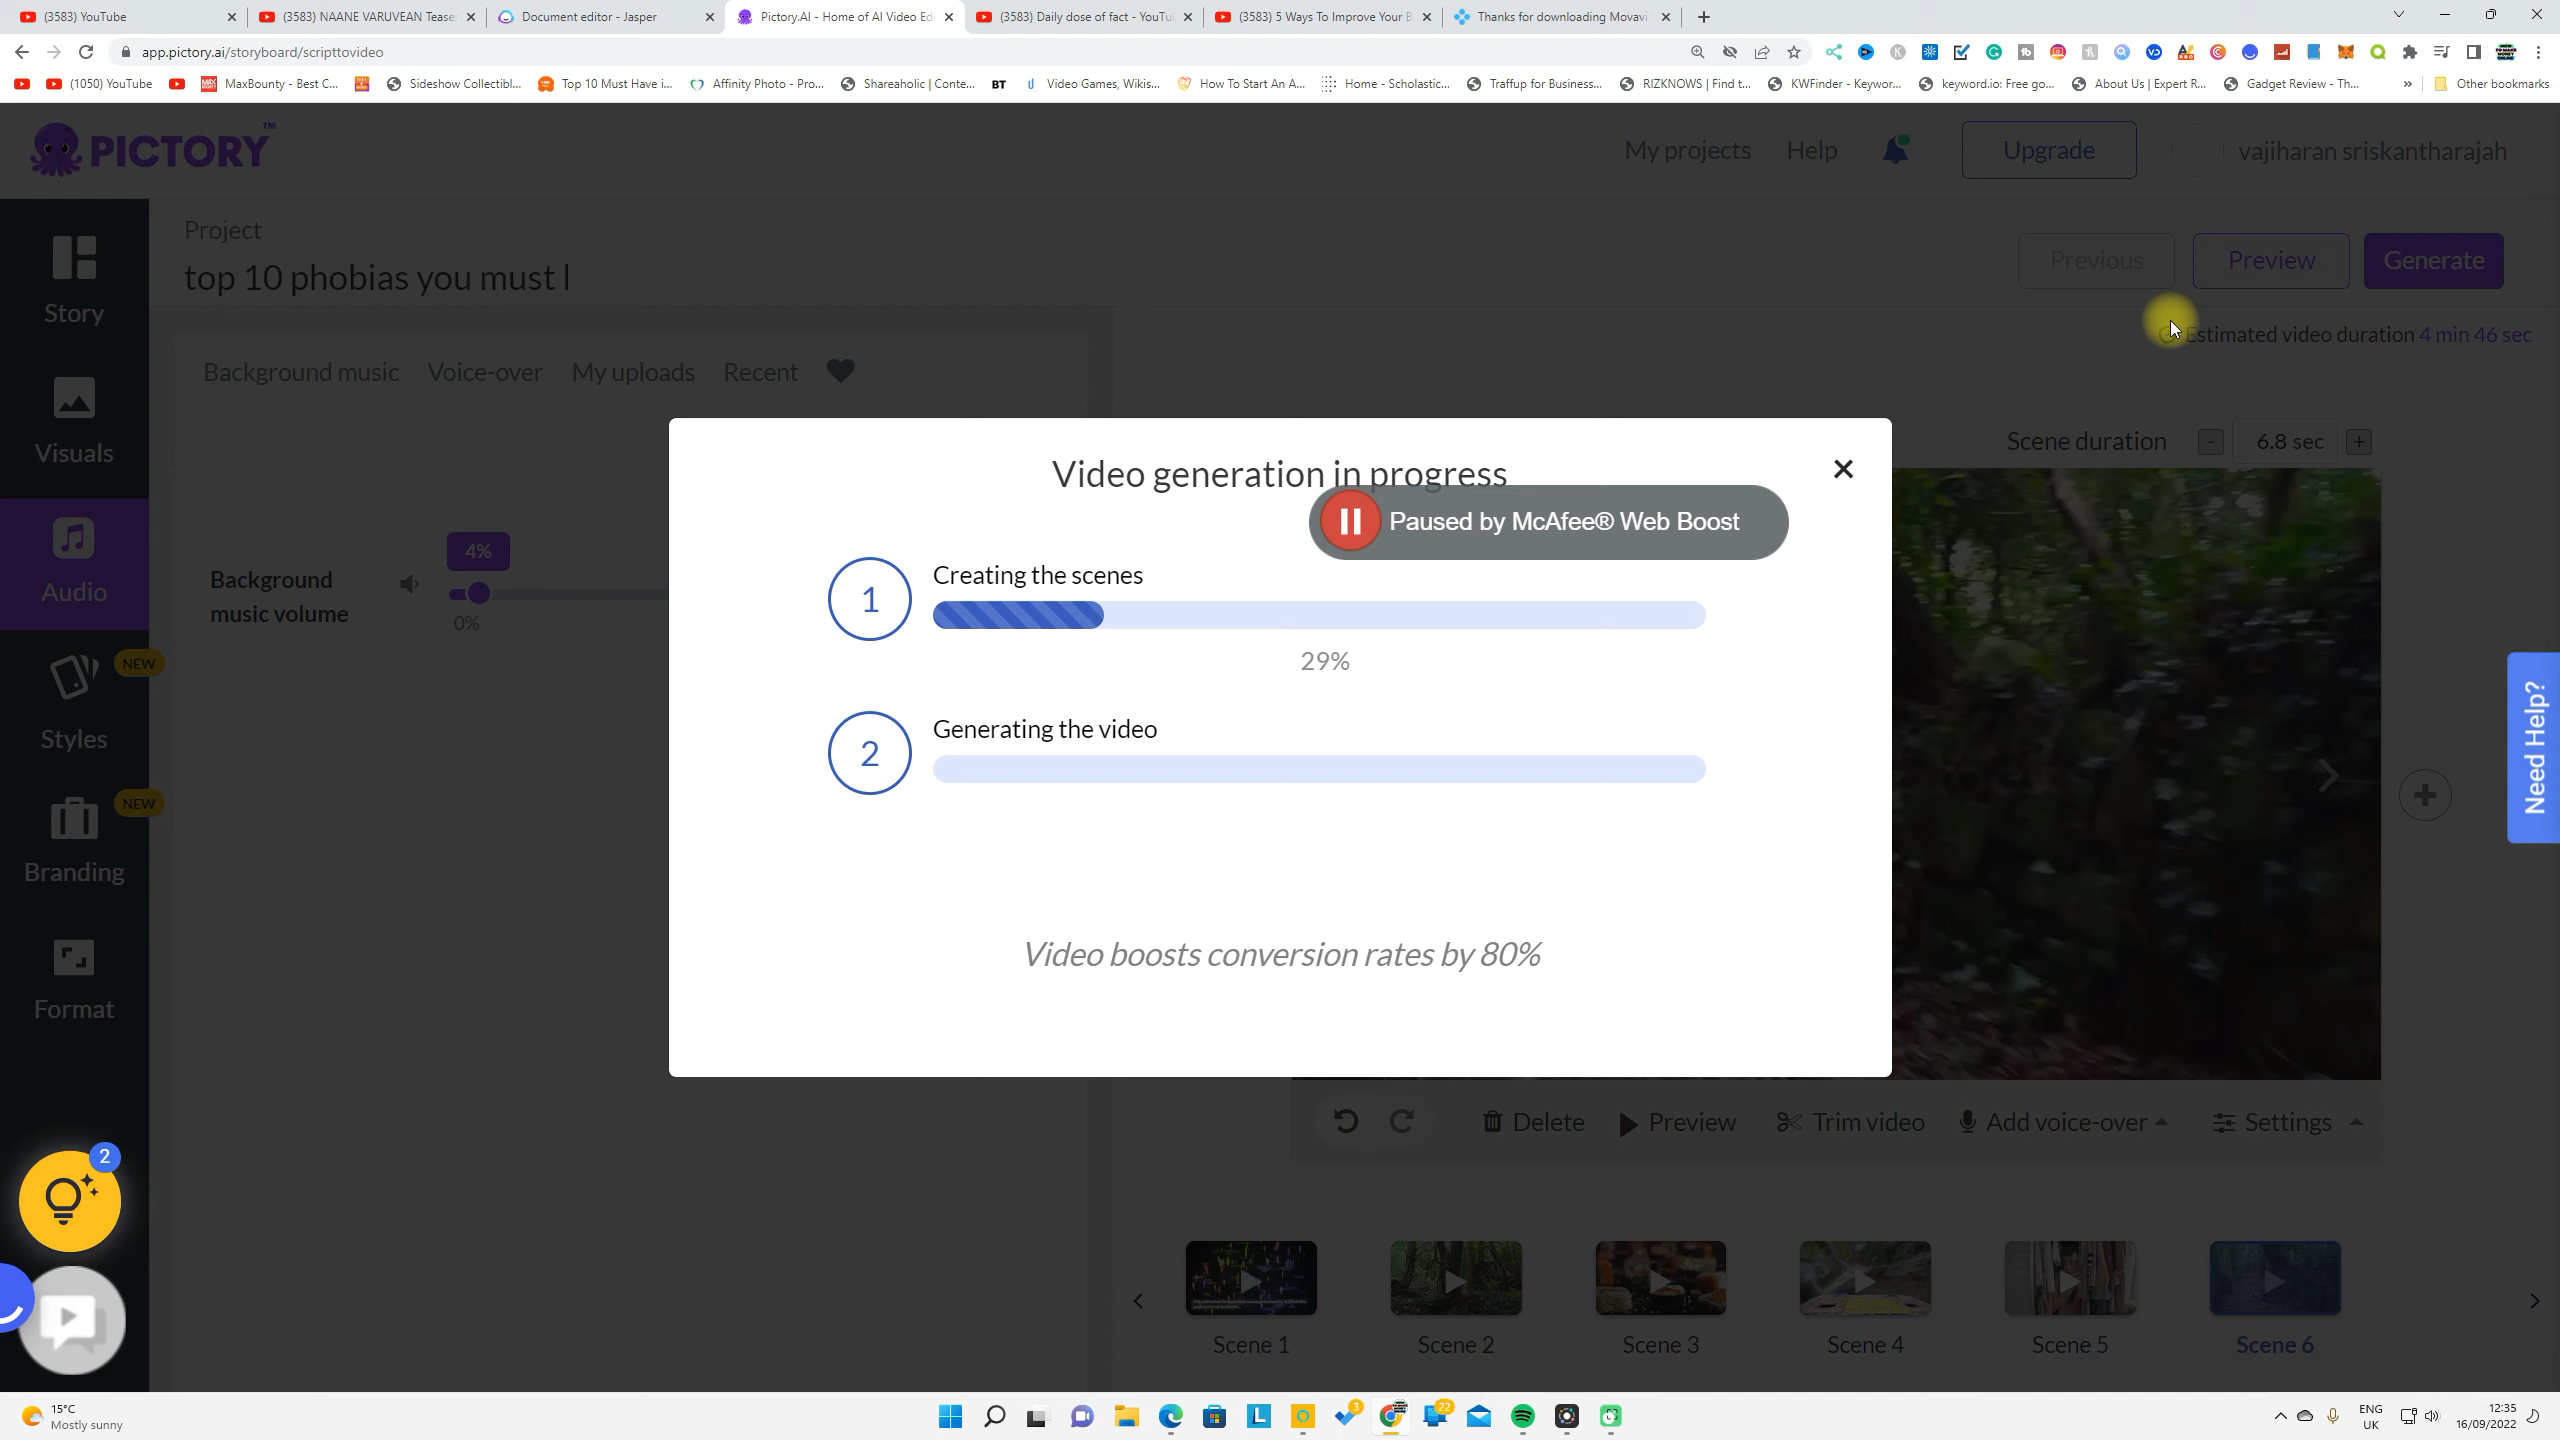 (3583) YouTube
(3583) NAANE VARUVEAN Teaser
Document editor - Jasper
Pictory.AI - Home of AI Video Edi
(3583) Daily dose of fact - YouTu
(3583) 5 Ways To Improve Your B
Thanks for downloading Movavi
app.pictory.ai/storyboard/scripttovideo
(1050) YouTube
MaxBounty - Best C...
Sideshow Collectibl...
Top 10 Must Have i...
Affinity Photo - Pro...
Shareaholic | Conte...
BT
Video Games, Wikis...
How To Start An A...
Home - Scholastic...
Traffup for Business...
RIZKNOWS | Find t...
KWFinder - Keywor...
keyword.io: Free go...
About Us | Expert R...
Gadget Review - Th...
Other bookmarks
PICTORY™
My projects
Help
Upgrade
vajiharan sriskantharajah
Project
top 10 phobias you must l
Previous
Preview
Generate
Estimated video duration 4 min 46 sec
Story
Visuals
Audio
Styles
NEW
Branding
NEW
Format
Background music
Voice-over
My uploads
Recent
Background
music volume
4%
0%
Scene duration
-
6.8 sec
+
Video generation in progress
Paused by McAfee® Web Boost
1
Creating the scenes
29%
2
Generating the video
Video boosts conversion rates by 80%
Need Help?
Delete
Preview
Trim video
Add voice-over
Settings
2
Scene 1
Scene 2
Scene 3
Scene 4
Scene 5
Scene 6
15°C
Mostly sunny
3
22
ENG
UK
12:35
16/09/2022